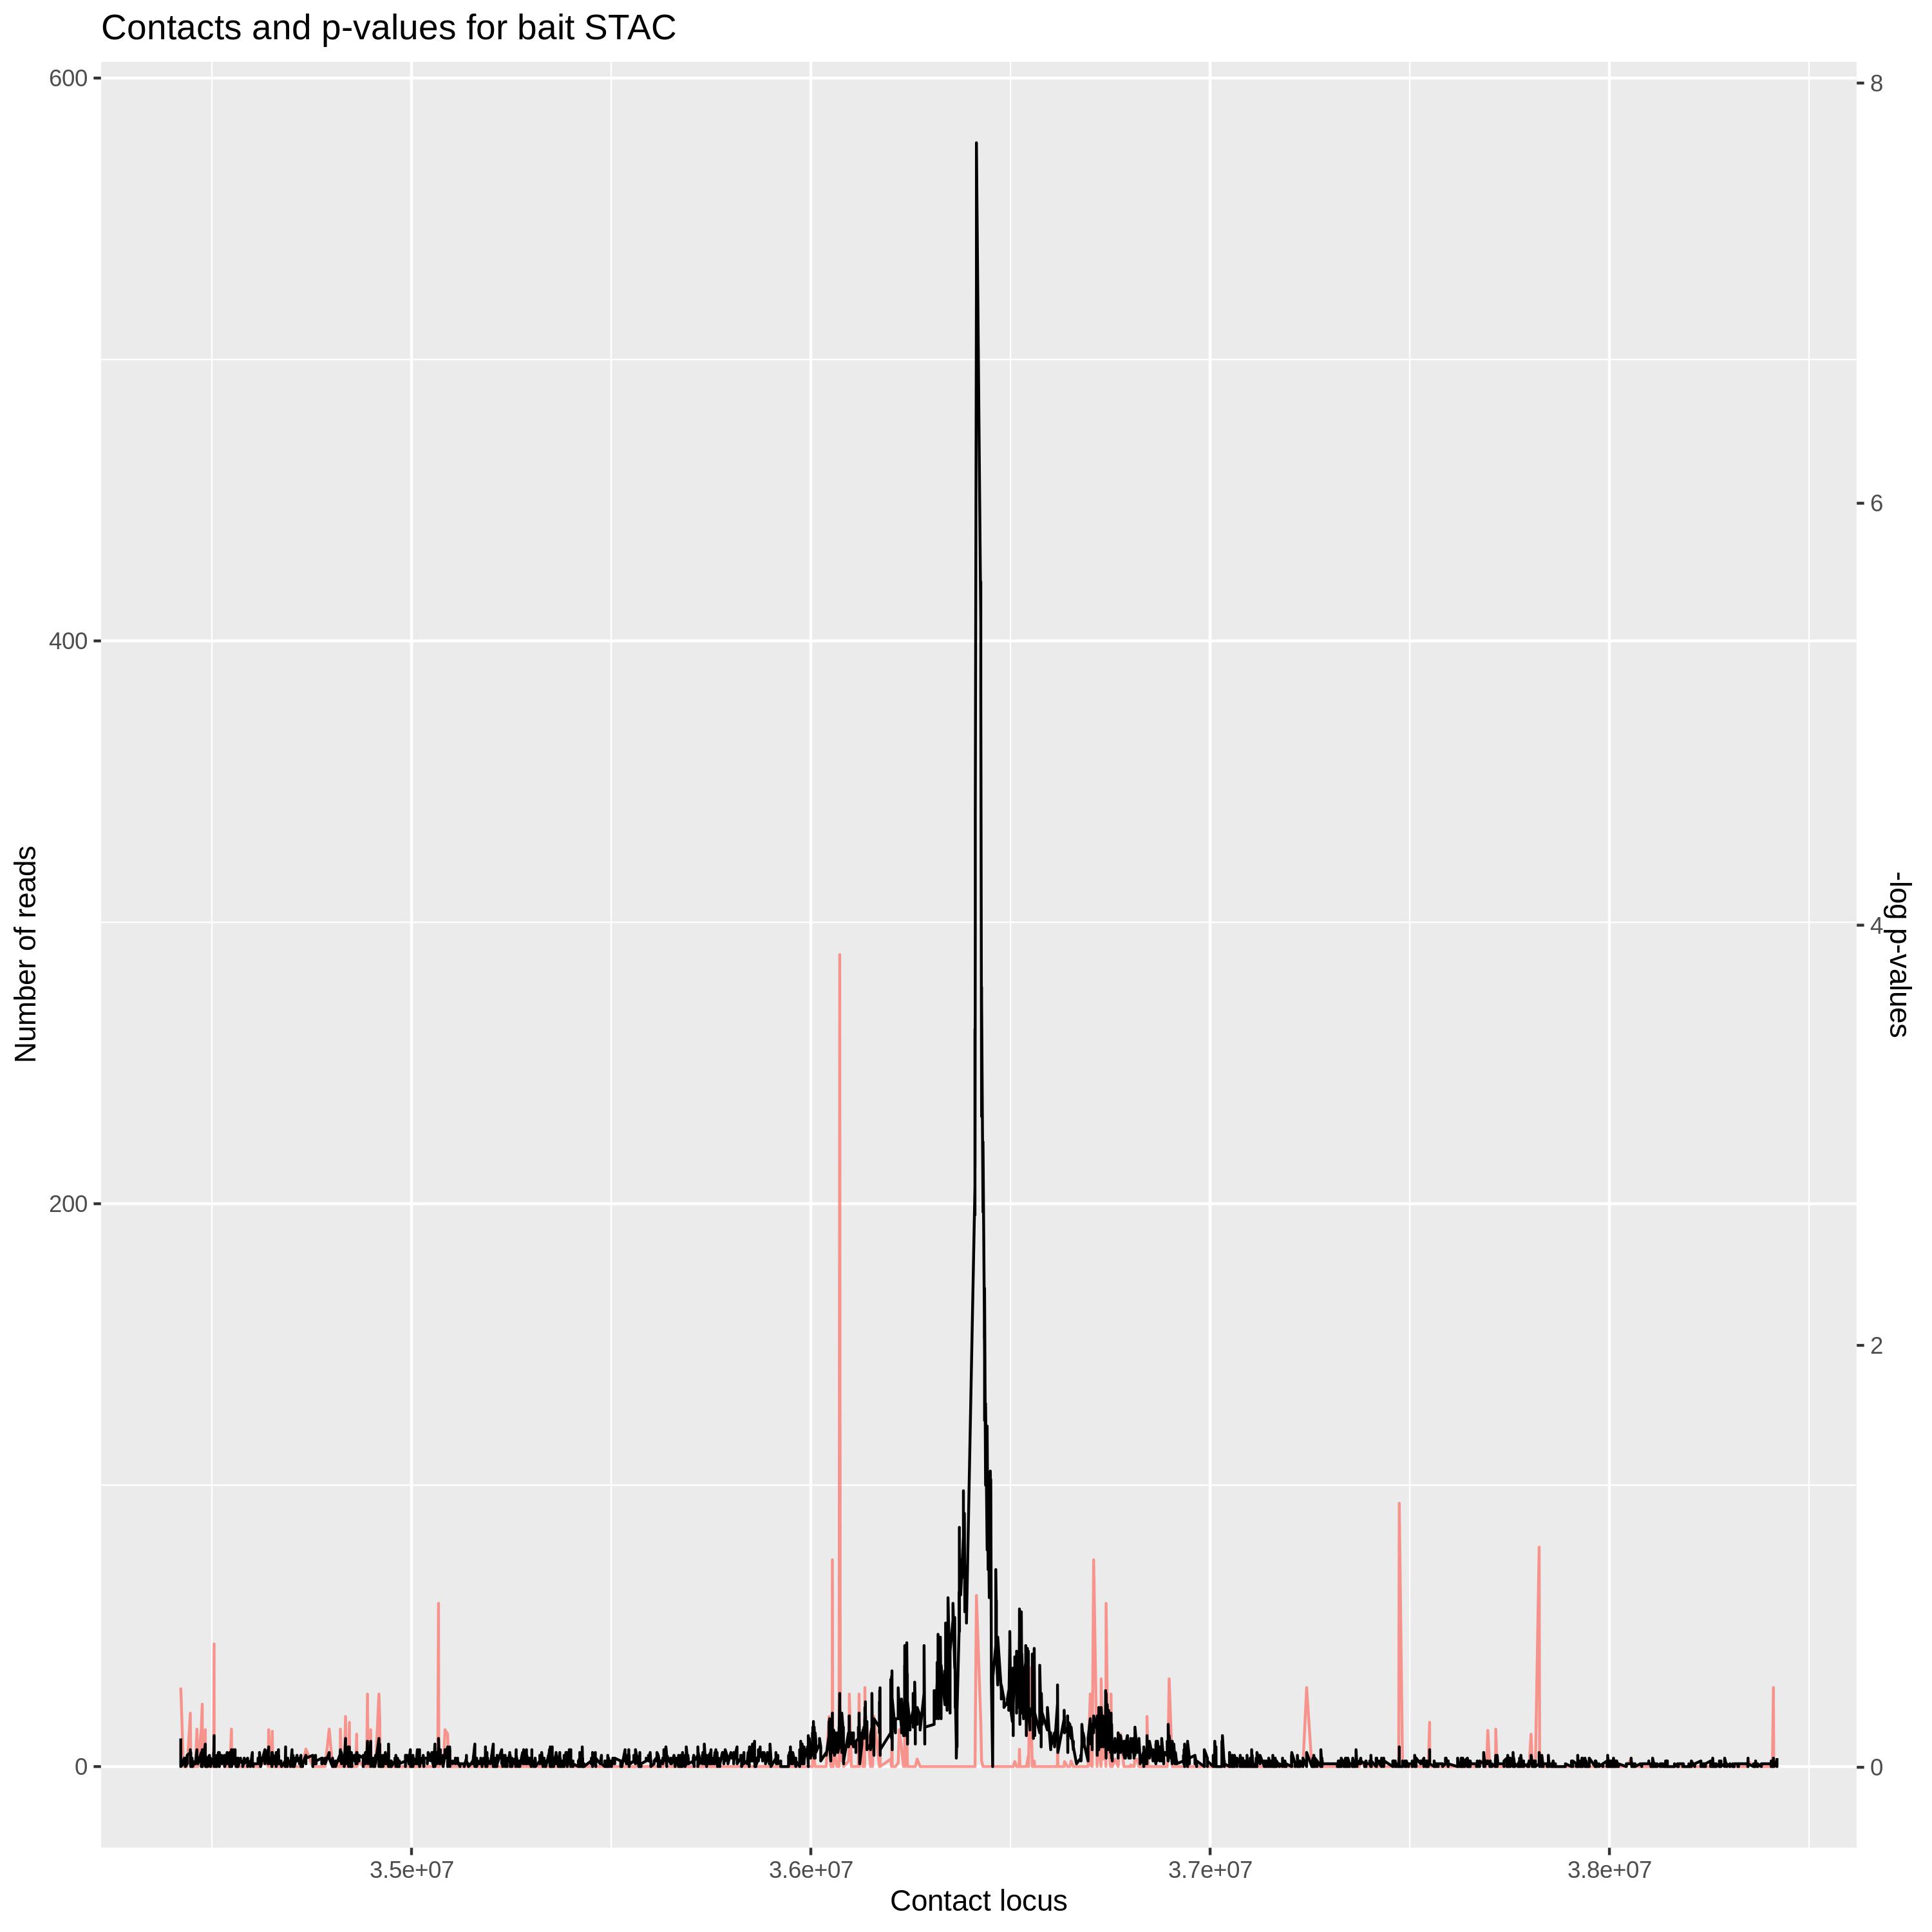 Contacts and p-values for bait STAC
600
400
200
0
8
6
4
2
0
Number of reads
-log p-values
3.5e+07
3.6e+07
3.7e+07
3.8e+07
Contact locus